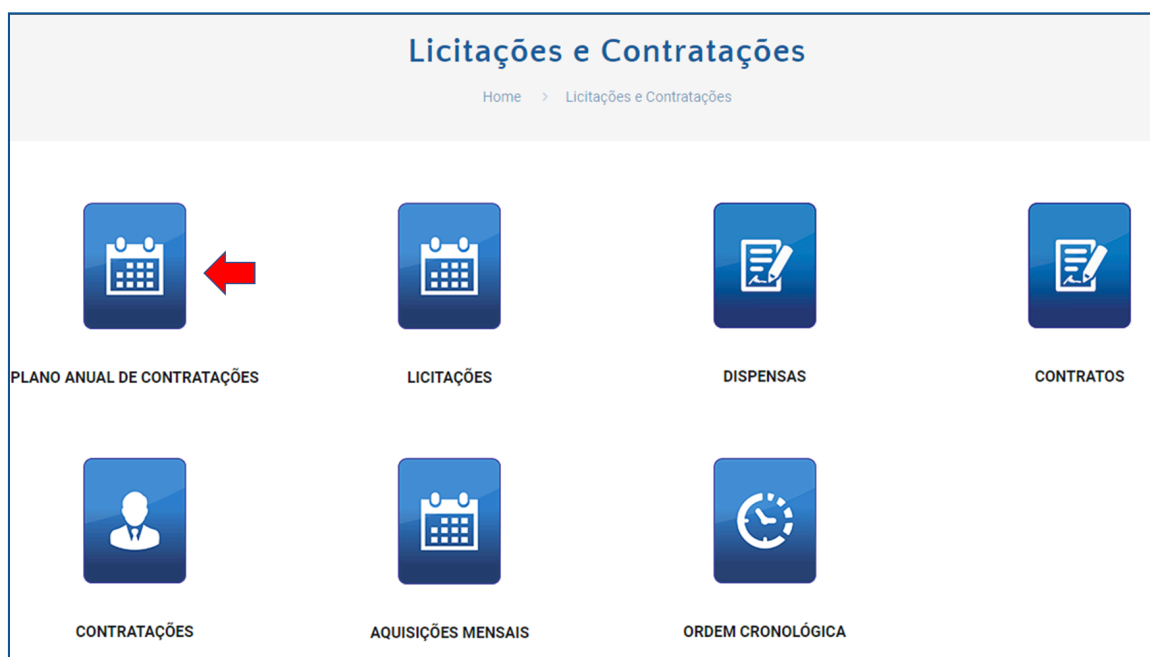 Licitações e Contratações
Home > Licitações e Contratações
PLANO ANUAL DE CONTRATAÇÕES
LICITAÇÕES
DISPENSAS
CONTRATOS
CONTRATAÇÕES
AQUISIÇÕES MENSAIS
ORDEM CRONOLÓGICA